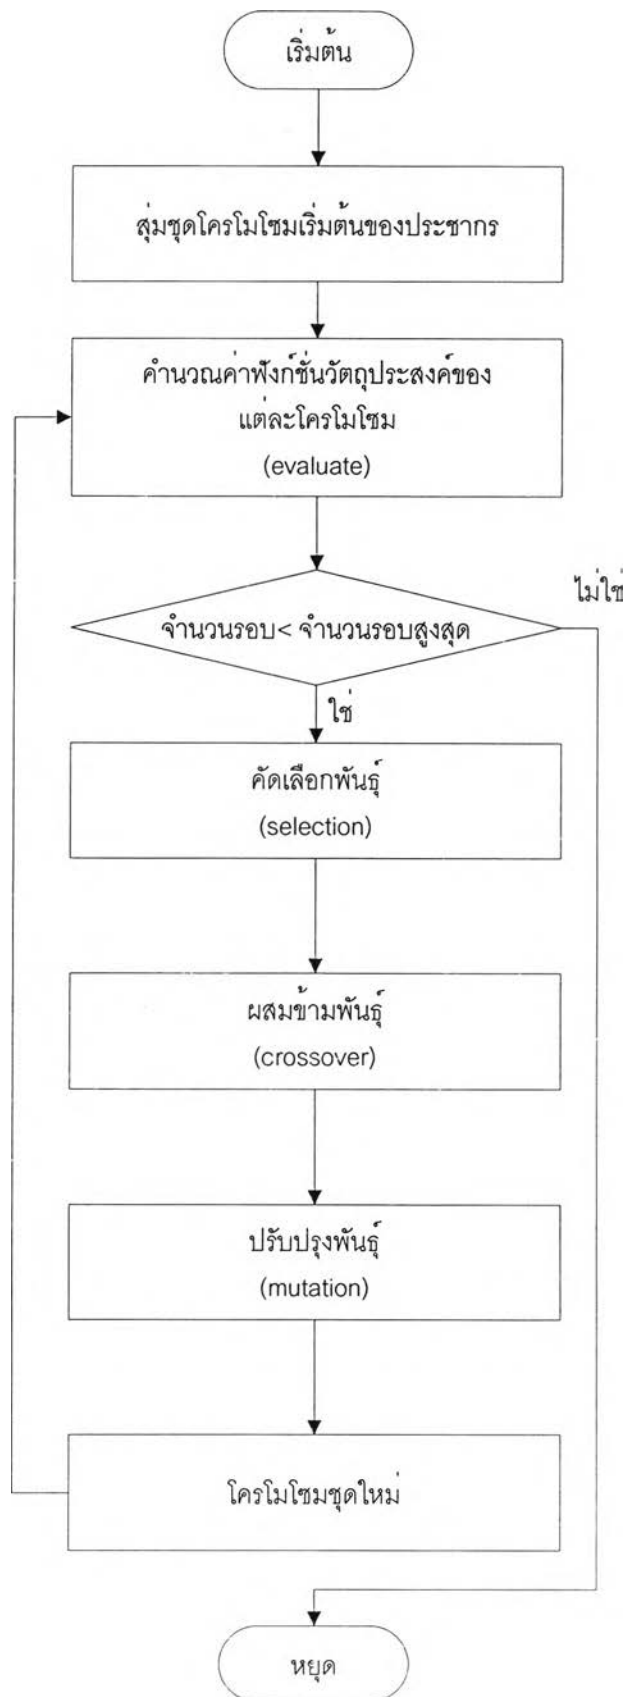 เริ่มต้น
สุ่มชุดโครโมโซมเริ่มต้นของประชากร
คำนวณค่าฟังก์ชั่นวัตถุประสงค์ของ
แต่ละโครโมโซม
(evaluate)
ไม่ใช่
จำนวนรอบ< จำนวนรอบสูงสุด
ใช่
คัดเลือกพันธุ์
(selection)
ผสมข้ามพันธุ์
(crossover)
ปรับปรุงพันธุ์
(mutation)
โครโมโซมชุดใหม่
หยุด